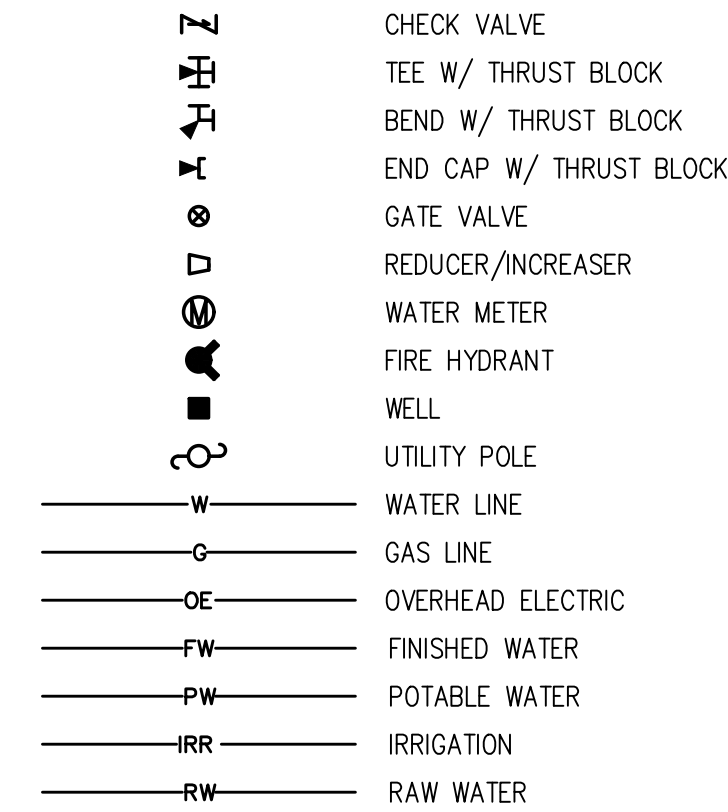 CHECK VALVE
TEE W/ THRUST BLOCK
BEND W/ THRUST BLOCK
END CAP W/ THRUST BLOCK
GATE VALVE
REDUCER/INCREASER
M WATER METER
FIRE HYDRANT
WELL
UTILITY POLE
W WATER LINE
G GAS LINE
OE OVERHEAD ELECTRIC
FW FINISHED WATER
PW POTABLE WATER
IRR IRRIGATION
RW RAW WATER